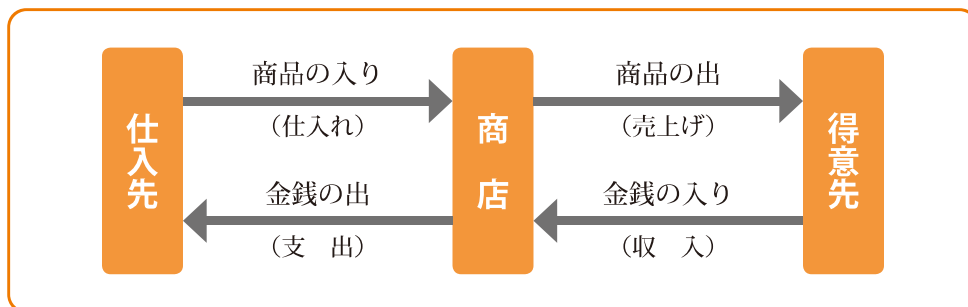 仕入先
商品の入り
（仕入れ）
金銭の出
（支　出）
商　店
商品の出
（売上げ）
金銭の入り
（収　入）
得意先